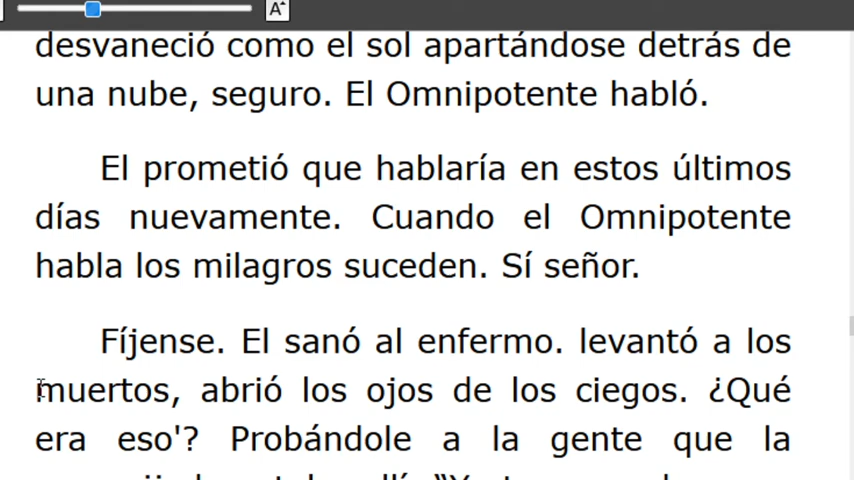 A
desvaneció como el sol apartándose detrás de
una nube, seguro. El Omnipotente habló.
El prometió que hablaría en estos últimos
días nuevamente. Cuando el Omnipotente
habla los milagros suceden. Sí señor.
Fíjense. El sanó al enfermo. levantó a los
muertos, abrió los ojos de los ciegos. ¿Qué
era eso'? Probándole a la gente que la